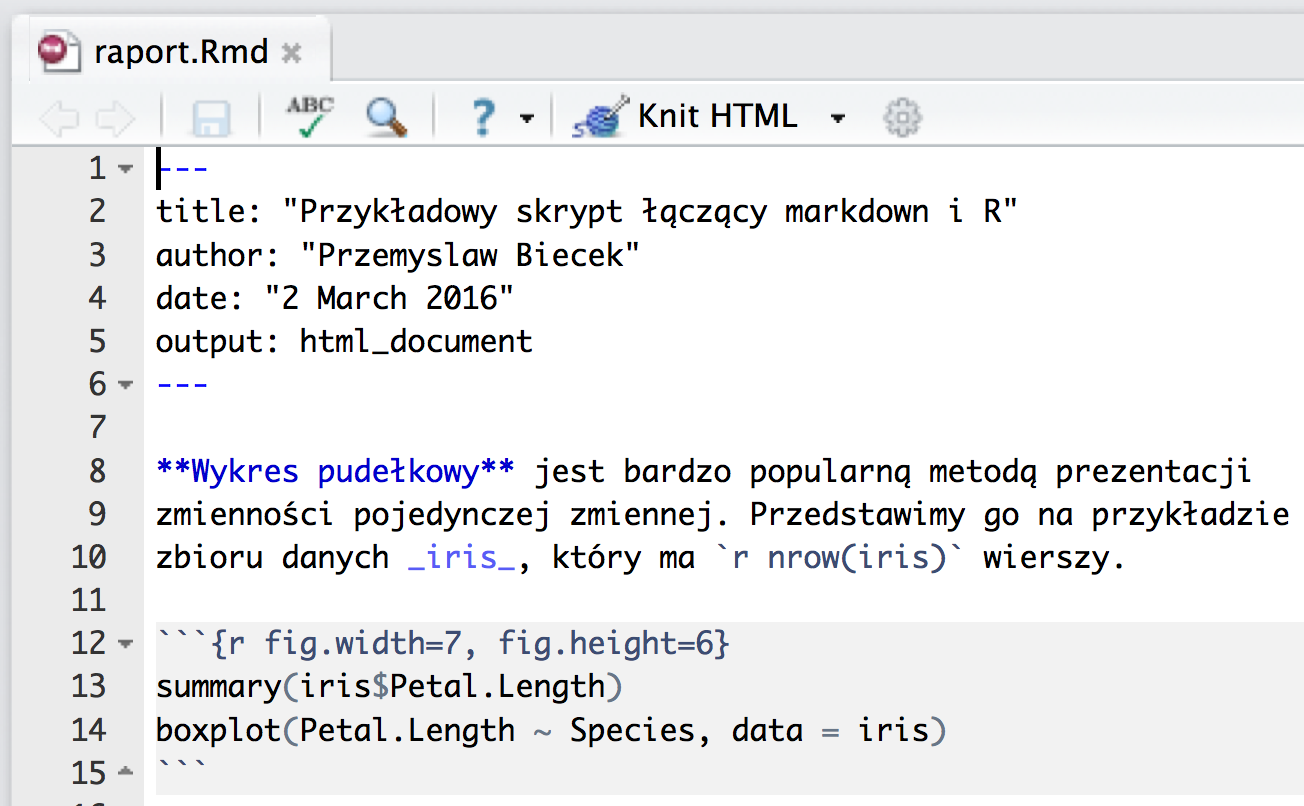 raport.Rmd
ABC ? Knit HTML
1 ---
2 title: "Przykładowy skrypt łączący markdown i R"
3 author: "Przemyslaw Biecek"
4 date: "2 March 2016"
5 output: html_document
6 ---
7
8 **Wykres pudełkowy** jest bardzo popularną metodą prezentacji
9 zmienności pojedynczej zmiennej. Przedstawimy go na przykładzie
10 zbioru danych _iris_, który ma `r nrow(iris)` wierszy.
11
12 ```{r fig.width=7, fig.height=6}
13 summary(iris$Petal.Length)
14 boxplot(Petal.Length ~ Species, data = iris)
15 ```